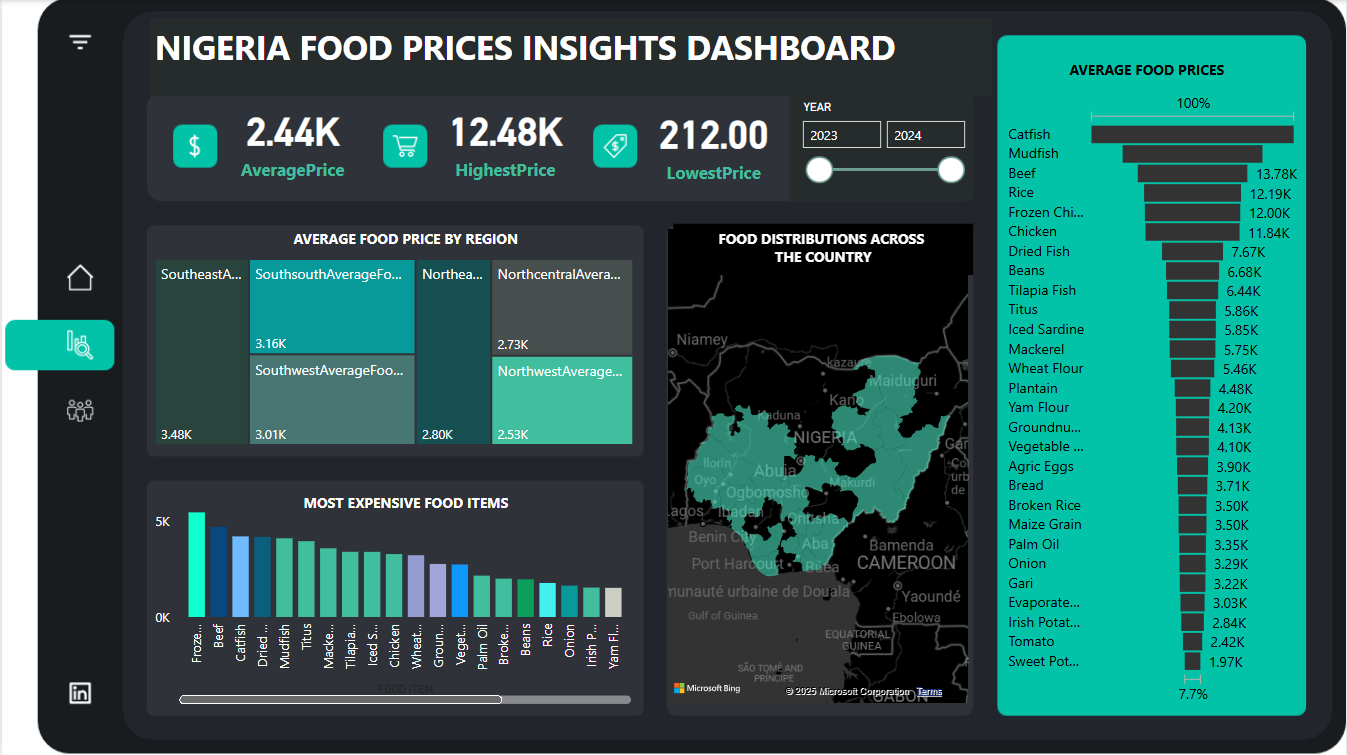 NIGERIA FOOD PRICES INSIGHTS DASHBOARD
2.44K
AveragePrice
12.48K
HighestPrice
212.00
LowestPrice
YEAR
2023 2024
AVERAGE FOOD PRICE BY REGION
SoutheastA...
3.48K
SouthsouthAverageFo...
3.16K
SouthwestAverageFoo...
3.01K
Northea...
2.80K
NorthcentralAvera...
2.73K
NorthwestAverage...
2.53K
MOST EXPENSIVE FOOD ITEMS
5K
0K
Froze...
Beef
Catfish
Dried ...
Mudfish
Titus
Macke...
Tilapia...
Iced S...
Chicken
Wheat...
Groun...
Veget...
Palm Oil
Broke...
Beans
Rice
Onion
Irish P...
Yam Fl...
FOOD ITEM
FOOD DISTRIBUTIONS ACROSS
THE COUNTRY
Niamey
kazaure
Maiduguri
Kano
Kaduna
NIGERIA
Ilorin
Abuja
Oyo
Makurdi
Ogbomosho
Lagos Ibadan
Onitsha
Benin City
Aba
Bamenda
Port Harcourt
Buea
CAMEROON
munauté urbaine de Douala
Yaoundé
Gulf of Guinea
Ebolowa
EQUATORIAL
GUINEA
SÃO TOMÉ AND
PRÍNCIPE
GABON
Microsoft Bing
© 2025 Microsoft Corporation Terms
in
AVERAGE FOOD PRICES
100%
Catfish
Mudfish
Beef 13.78K
Rice 12.19K
Frozen Chi... 12.00K
Chicken 11.84K
Dried Fish 7.67K
Beans 6.68K
Tilapia Fish 6.44K
Titus 5.86K
Iced Sardine 5.85K
Mackerel 5.75K
Wheat Flour 5.46K
Plantain 4.48K
Yam Flour 4.20K
Groundnu... 4.13K
Vegetable ... 4.10K
Agric Eggs 3.90K
Bread 3.71K
Broken Rice 3.50K
Maize Grain 3.50K
Palm Oil 3.35K
Onion 3.29K
Gari 3.22K
Evaporate... 3.03K
Irish Potat... 2.84K
Tomato 2.42K
Sweet Pot... 1.97K
7.7%